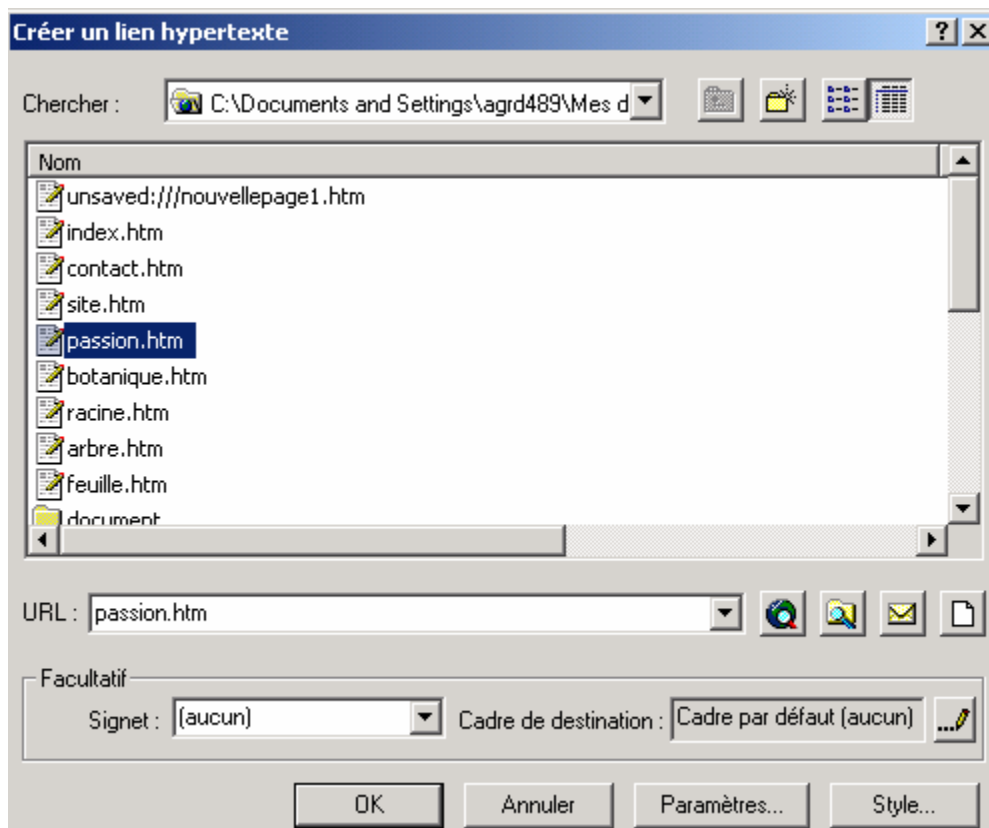 Créer un lien hypertexte
Chercher :
C:\Documents and Settings\agrd489\Mes d
Nom
unsaved:///nouvellepage1.htm
index.htm
contact.htm
site.htm
passion.htm
botanique.htm
racine.htm
arbre.htm
feuille.htm
document
URL : passion.htm
Facultatif
Signet : (aucun) Cadre de destination : Cadre par défaut (aucun) ...
OK Annuler Paramètres... Style...